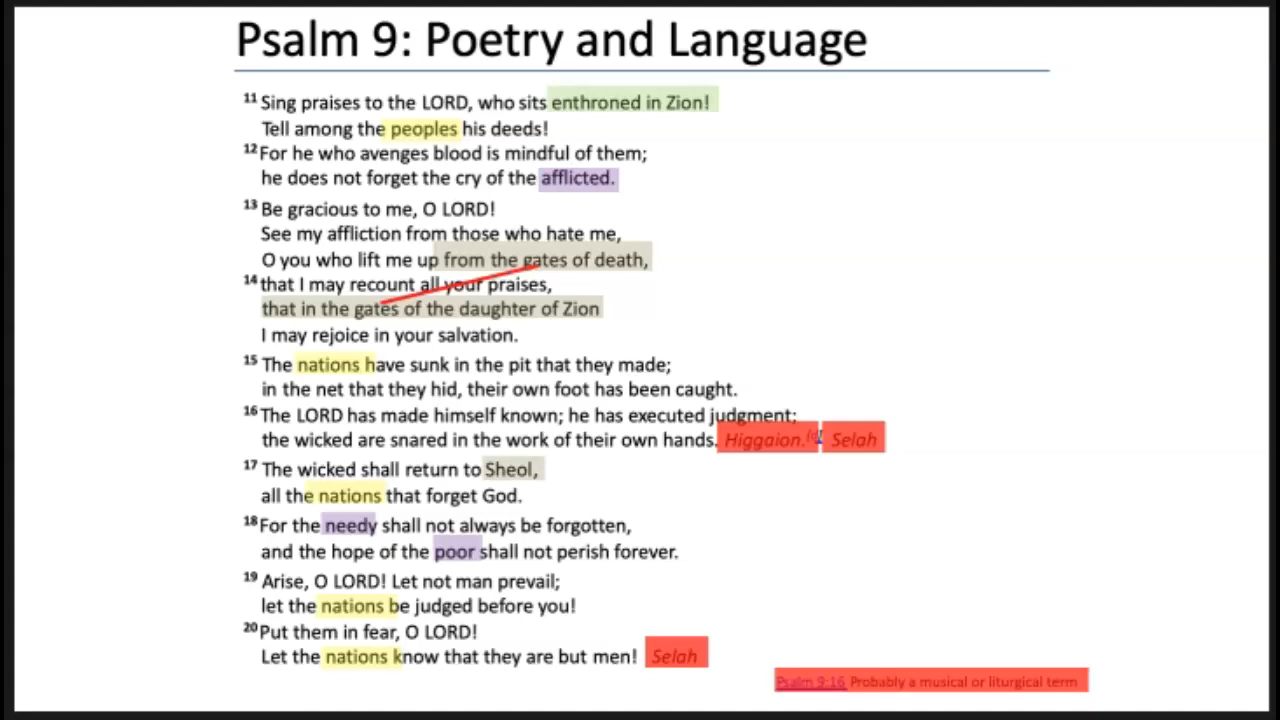 Psalm 9: Poetry and Language
11 Sing praises to the LORD, who sits enthroned in Zion!
Tell among the peoples his deeds!
12 For he who avenges blood is mindful of them;
he does not forget the cry of the afflicted.
13 Be gracious to me, O LORD!
See my affliction from those who hate me,
O you who lift me up from the gates of death,
14 that I may recount all your praises,
that in the gates of the daughter of Zion
I may rejoice in your salvation.
15 The nations have sunk in the pit that they made;
in the net that they hid, their own foot has been caught.
16 The LORD has made himself known; he has executed judgment;
the wicked are snared in the work of their own hands. Higgaion. Selah
17 The wicked shall return to Sheol,
all the nations that forget God.
18 For the needy shall not always be forgotten,
and the hope of the poor shall not perish forever.
19 Arise, O LORD! Let not man prevail;
let the nations be judged before you!
20 Put them in fear, O LORD!
Let the nations know that they are but men! Selah
Psalm 9:16 Probably a musical or liturgical term